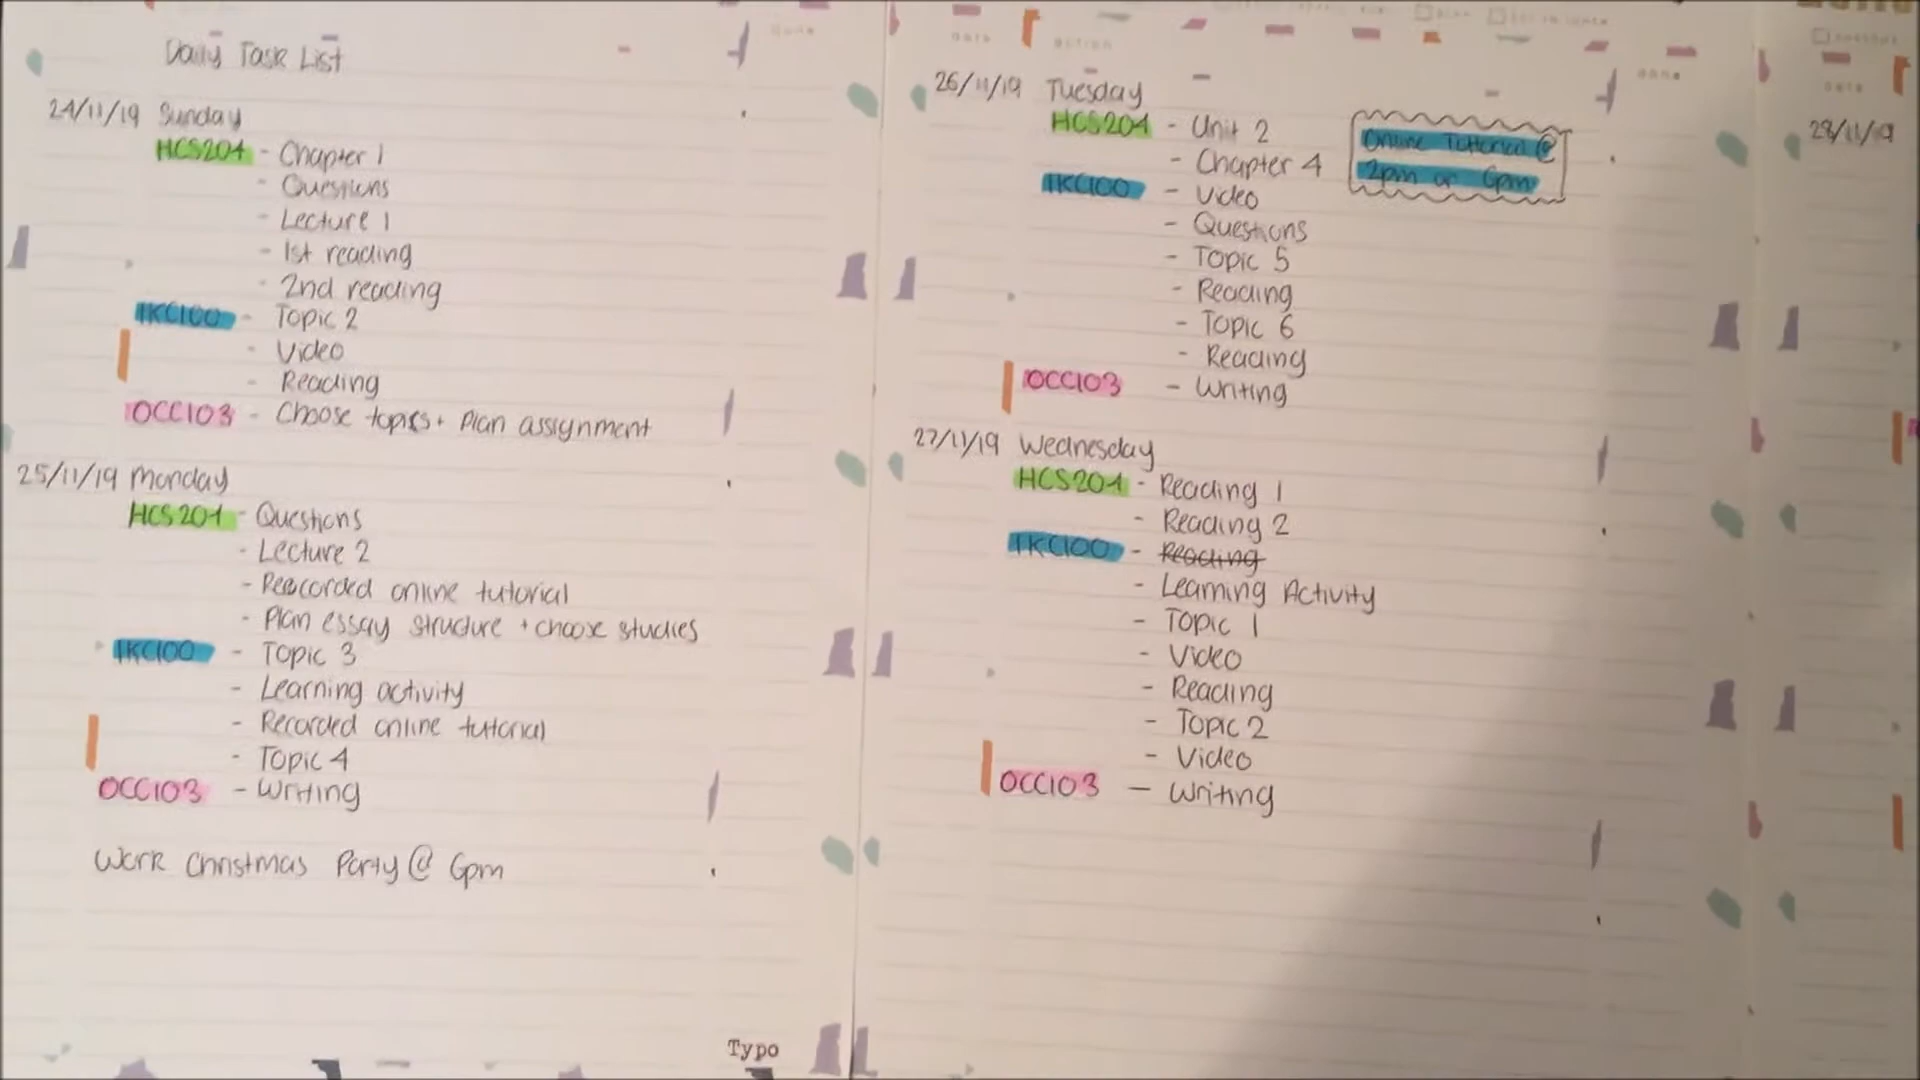 Daily Task List
24/11/19 Sunday
HCS204 - Chapter 1
- Questions
- Lecture 1
- 1st reading
- 2nd reading
IKC100 - Topic 2
- Video
- Reading
OCC103 - Choose topics + plan assignment
25/11/19 Monday
HCS204 - Questions
- Lecture 2
- Recorded online tutorial
- Plan essay structure + choose studies
IKC100 - Topic 3
- Learning activity
- Recorded online tutorial
- Topic 4
OCC103 - Writing
Work Christmas Party @ 6pm
Typo
26/11/19 Tuesday
HCS204 - Unit 2
- Chapter 4
Online Tutorial @
2pm or 6pm
IKC100 - Video
- Questions
- Topic 5
- Reading
- Topic 6
- Reading
OCC103 - Writing
27/11/19 Wednesday
HCS204 - Reading 1
- Reading 2
IKC100 - Reading
- Learning Activity
- Topic 1
- Video
- Reading
- Topic 2
- Video
OCC103 - Writing
28/11/19